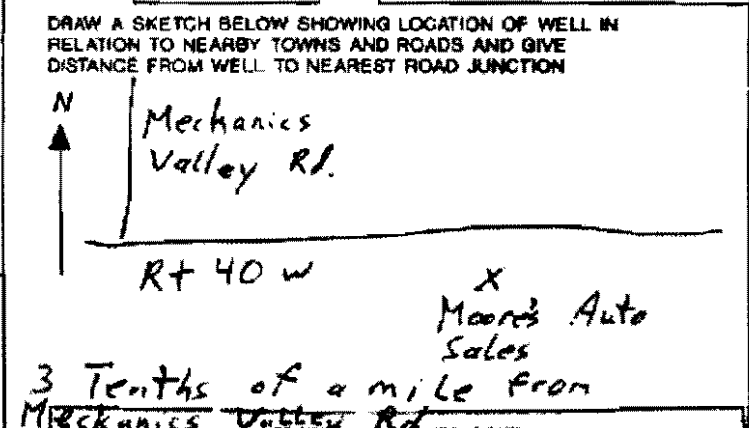 DRAW A SKETCH BELOW SHOWING LOCATION OF WELL IN
RELATION TO NEARBY TOWNS AND ROADS AND GIVE
DISTANCE FROM WELL TO NEAREST ROAD JUNCTION
N
Mechanics
Valley Rd.
Rt 40 w
X
Moore's Auto
Sales
3 Tenths of a mile from
Mechanics Valley Rd